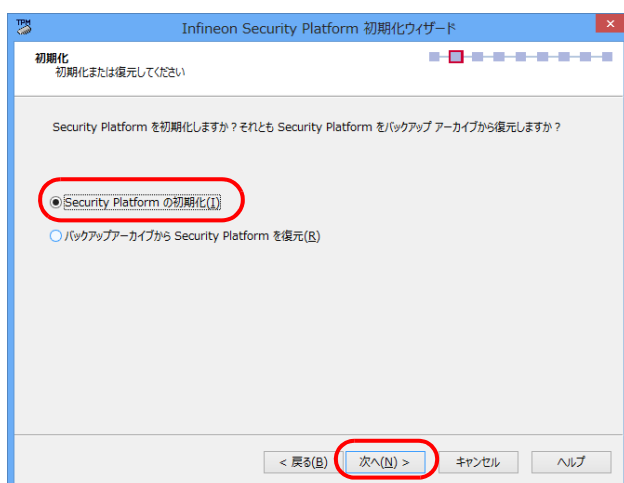 TPM
Infineon Security Platform 初期化ウィザード
初期化
初期化または復元してください
Security Platform を初期化しますか？それとも Security Platform をバックアップ アーカイブから復元しますか？
Security Platform の初期化(I)
バックアップアーカイブから Security Platform を復元(R)
< 戻る(B) 次へ(N) > キャンセル ヘルプ